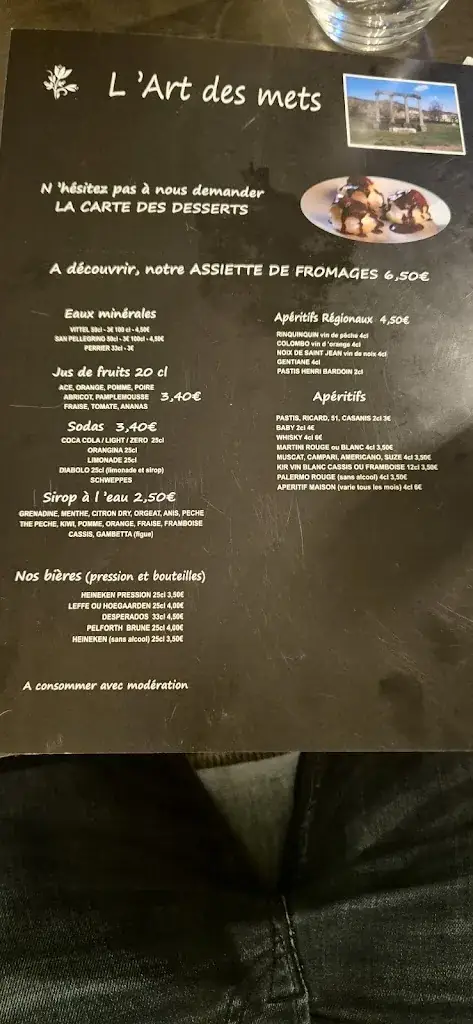 L'Art des mets
N'hésitez pas à nous demander
LA CARTE DES DESSERTS
A découvrir, notre ASSIETTE DE FROMAGES 6,50€
Eaux minérales
VITTEL 50cl - 3€ 100 cl - 4,50€
SAN PELLEGRINO 50cl - 3€ 100cl - 4,50€
PERRIER 33cl - 3€
Jus de fruits 20 cl
ACE, ORANGE, POMME, POIRE
ABRICOT, PAMPLEMOUSSE 3,40€
FRAISE, TOMATE, ANANAS
Sodas 3,40€
COCA COLA / LIGHT / ZERO 25cl
ORANGINA 25cl
LIMONADE 25cl
DIABOLO 25cl (limonade et sirop)
SCHWEPPES
Sirop à l'eau 2,50€
GRENADINE, MENTHE, CITRON DRY, ORGEAT, ANIS, PECHE
THE PECHE, KIWI, POMME, ORANGE, FRAISE, FRAMBOISE
CASSIS, GAMBETTA (figue)
Nos bières (pression et bouteilles)
HEINEKEN PRESSION 25cl 3,50€
LEFFE OU HOEGAARDEN 25cl 4,00€
DESPERADOS 33cl 4,50€
PELFORTH BRUNE 25cl 4,00€
HEINEKEN (sans alcool) 25cl 3,50€
A consommer avec modération
Apéritifs Régionaux 4,50€
RINQUINQUIN vin de pêche 4cl
COLOMBO vin d'orange 4cl
NOIX DE SAINT JEAN vin de noix 4cl
GENTIANE 4cl
PASTIS HENRI BARDOIN 2cl
Apéritifs
PASTIS, RICARD, 51, CASANIS 2cl 3€
BABY 2cl 4€
WHISKY 4cl 6€
MARTINI ROUGE ou BLANC 4cl 3,50€
MUSCAT, CAMPARI, AMERICANO, SUZE 4cl 3,50€
KIR VIN BLANC CASSIS OU FRAMBOISE 12cl 3,50€
PALERMO ROUGE (sans alcool) 4cl 3,50€
APERITIF MAISON (varie tous les mois) 4cl 6€